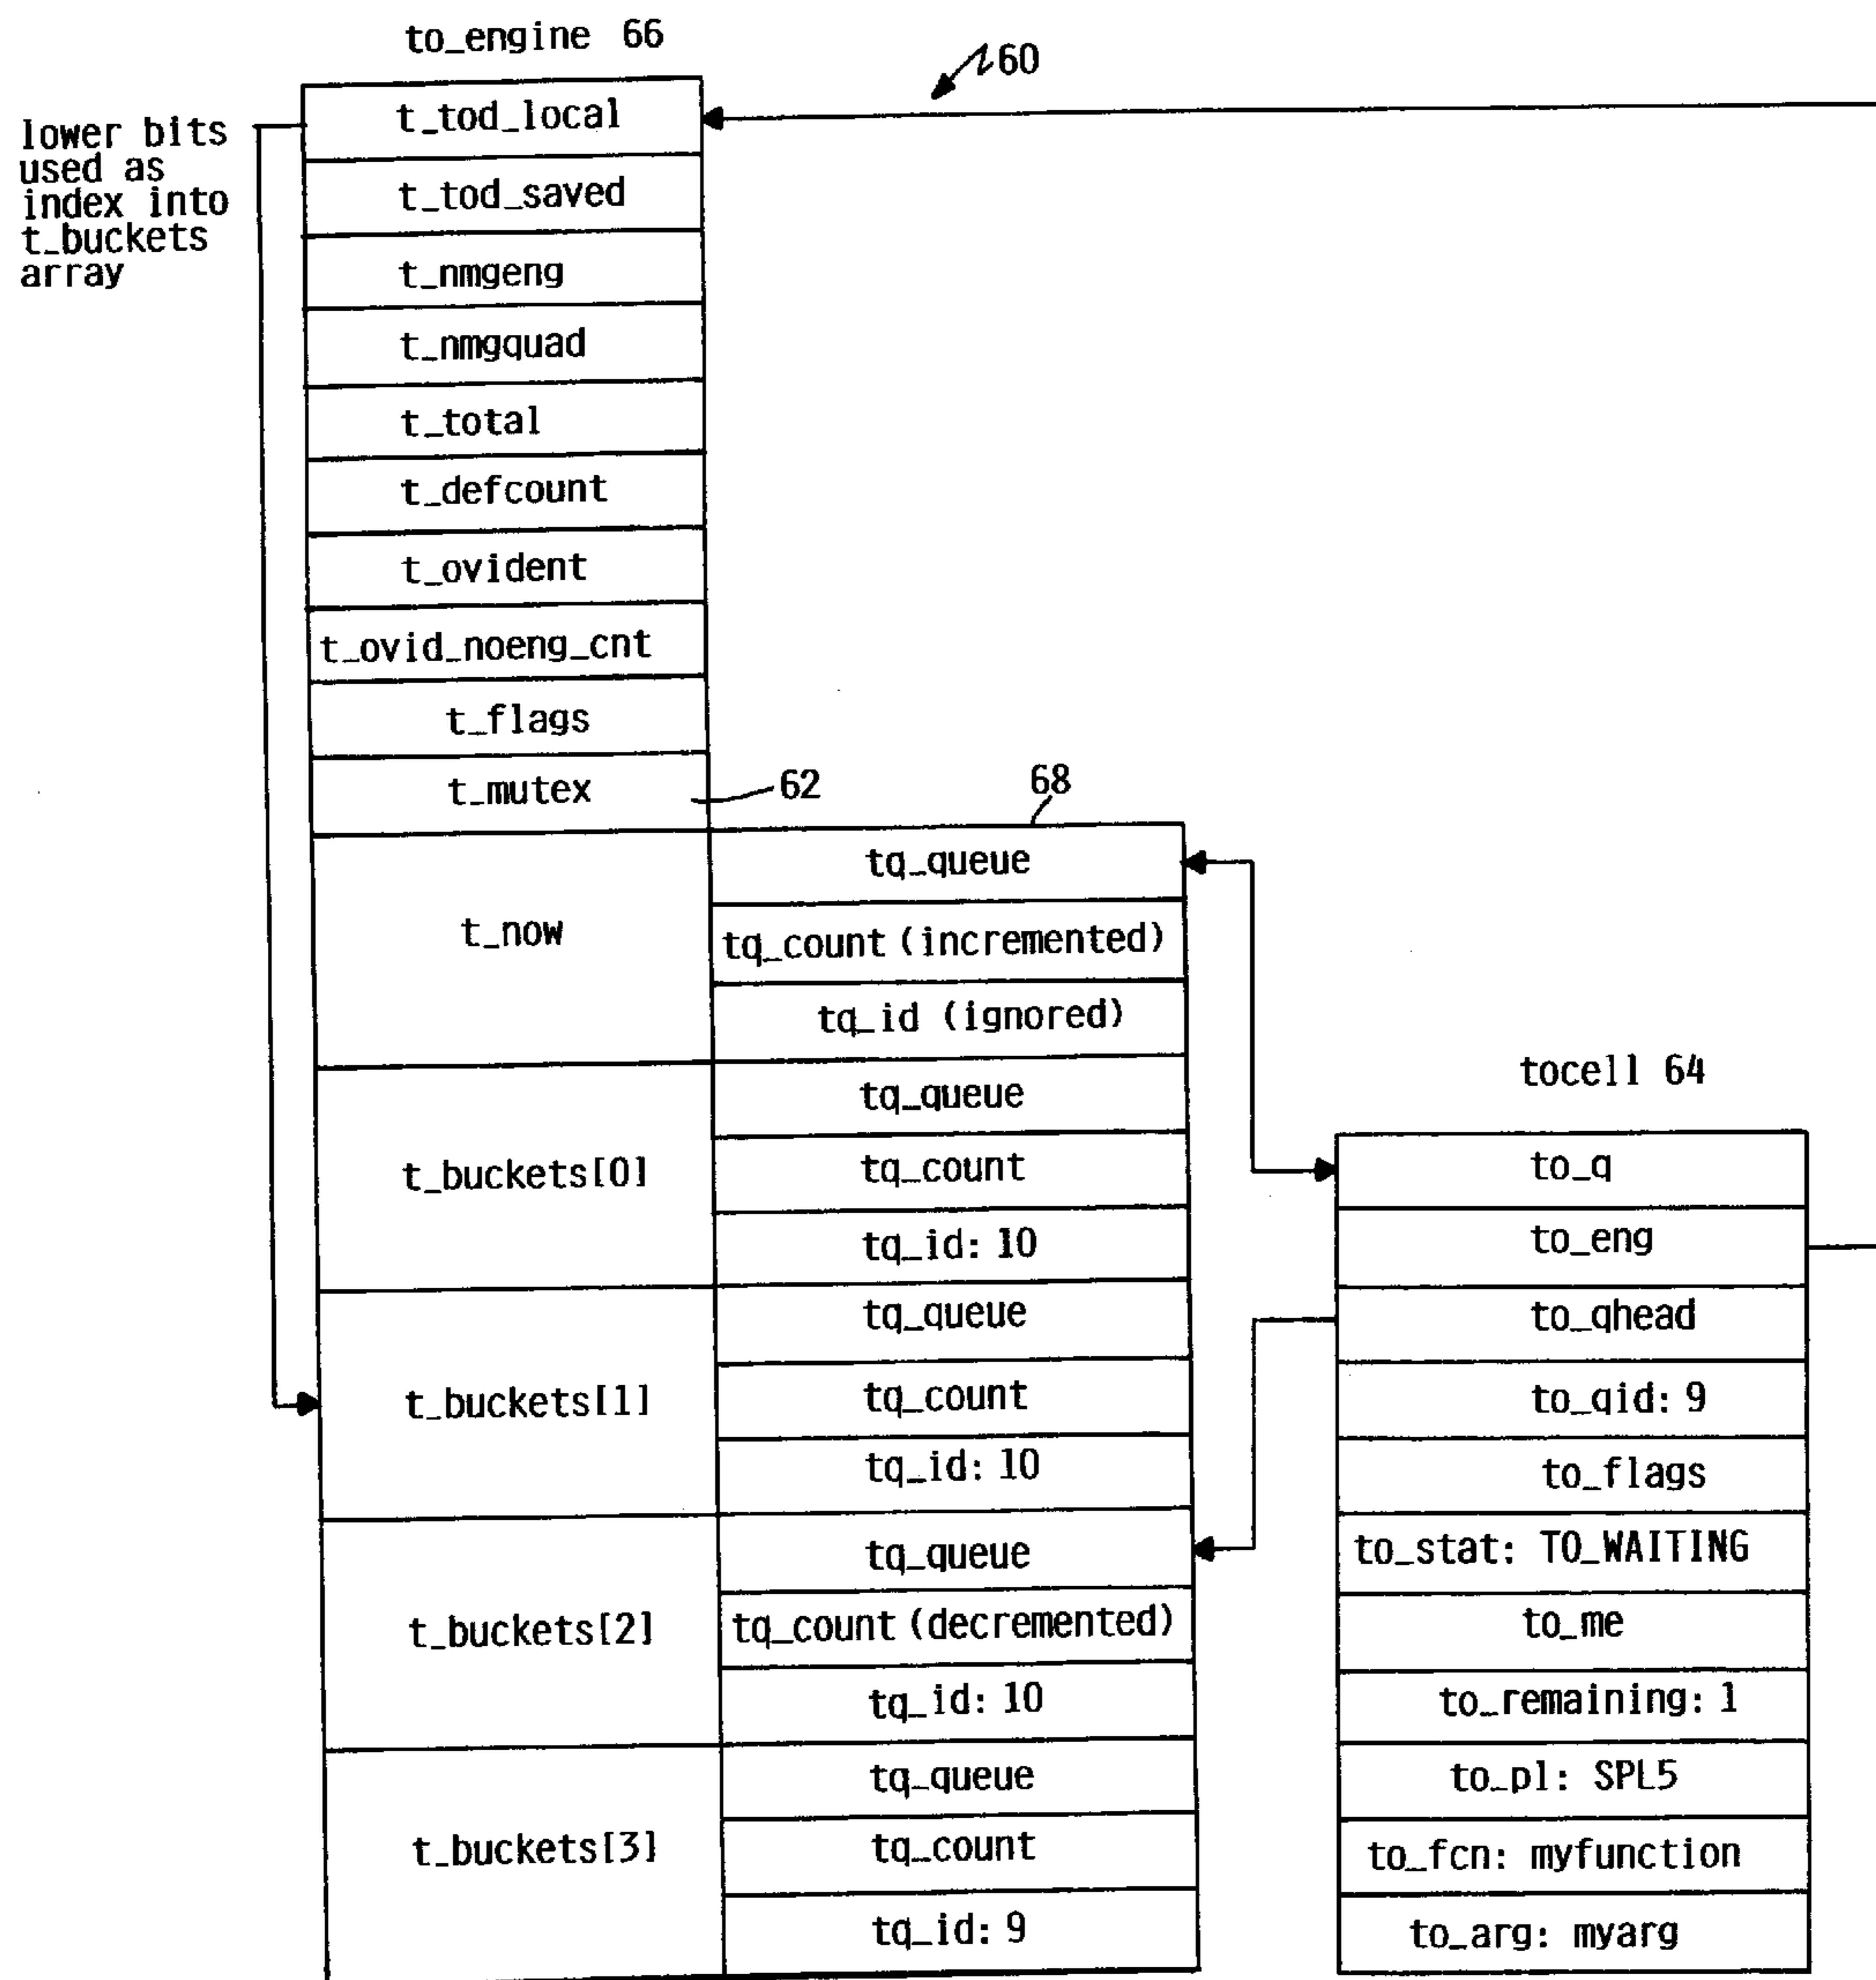 to_engine 66
60
lower bits
used as
index into
t_buckets
array
t_tod_local
t_tod_saved
t_nmgeng
t_nmgquad
t_total
t_defcount
t_ovident
t_ovid_noeng_cnt
t_flags
t_mutex
62
68
t_now
tq_queue
tq_count (incremented)
tq_id (ignored)
t_buckets[0]
tq_queue
tq_count
tq_id: 10
t_buckets[1]
tq_queue
tq_count
tq_id: 10
t_buckets[2]
tq_queue
tq_count (decremented)
tq_id: 10
t_buckets[3]
tq_queue
tq_count
tq_id: 9
tocell 64
to_q
to_eng
to_qhead
to_qid: 9
to_flags
to_stat: TO_WAITING
to_me
to_remaining: 1
to_pl: SPL5
to_fcn: myfunction
to_arg: myarg